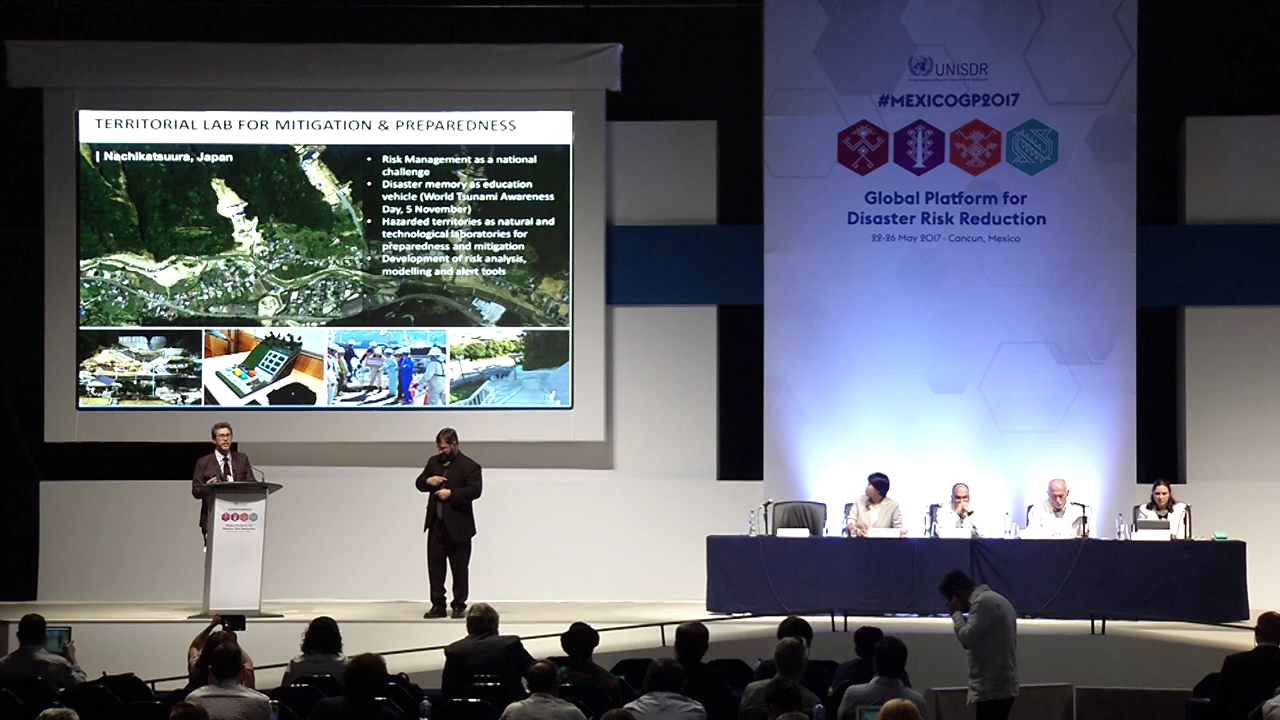 TERRITORIAL LAB FOR MITIGATION & PREPAREDNESS
| Nachikatsuura, Japan
• Risk Management as a national
challenge
• Disaster memory as education
vehicle (World Tsunami Awareness
Day, 5 November)
• Hazarded territories as natural and
technological laboratories for
preparedness and mitigation
• Development of risk analysis,
modelling and alert tools
UNISDR
#MEXICOGP2017
Global Platform for
Disaster Risk Reduction
22-26 May 2017 - Cancun, Mexico